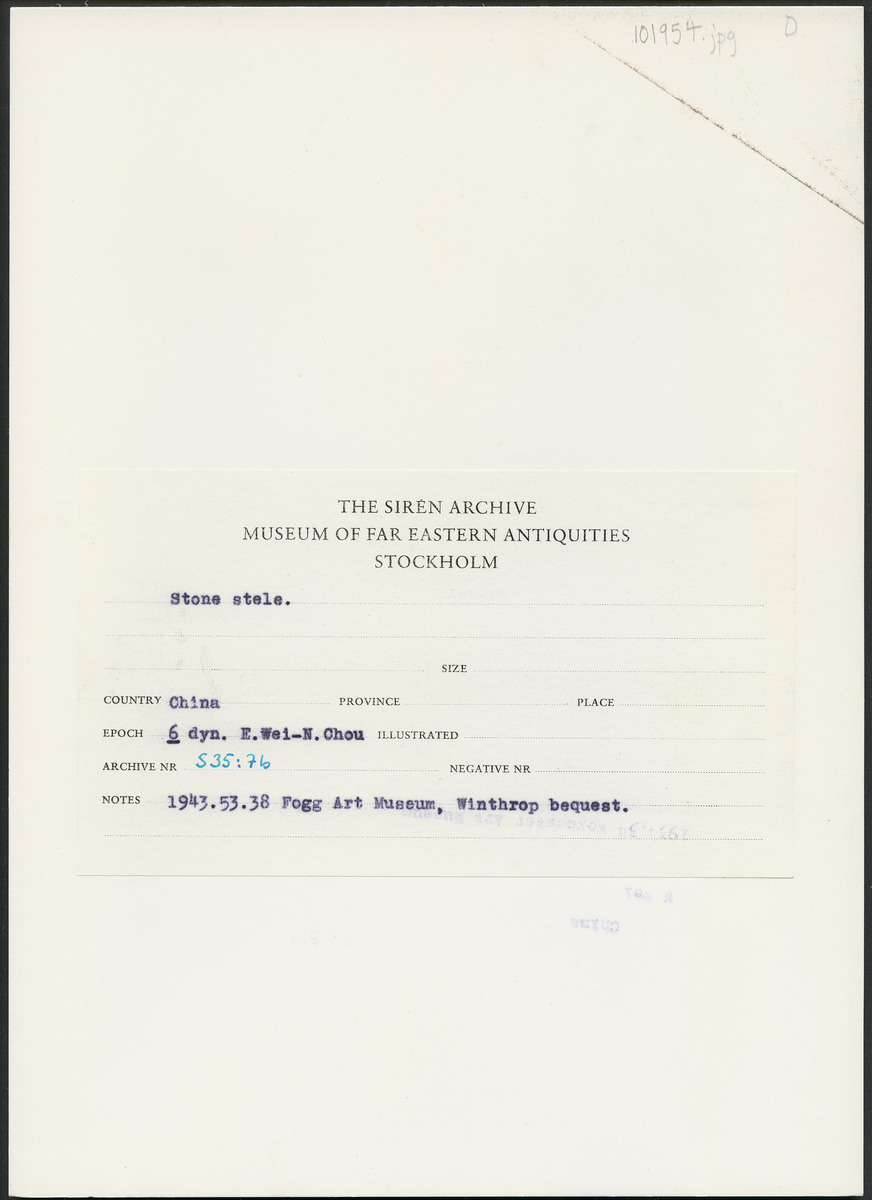 101954.jpg D
THE SIRÉN ARCHIVE
MUSEUM OF FAR EASTERN ANTIQUITIES
STOCKHOLM
Stone stele.
SIZE
COUNTRY China PROVINCE PLACE
EPOCH 6 dyn. E.Wei-N.Chou ILLUSTRATED
ARCHIVE NR S35:7b NEGATIVE NR
NOTES 1943.53.38 Fogg Art Museum, Winthrop bequest.
China